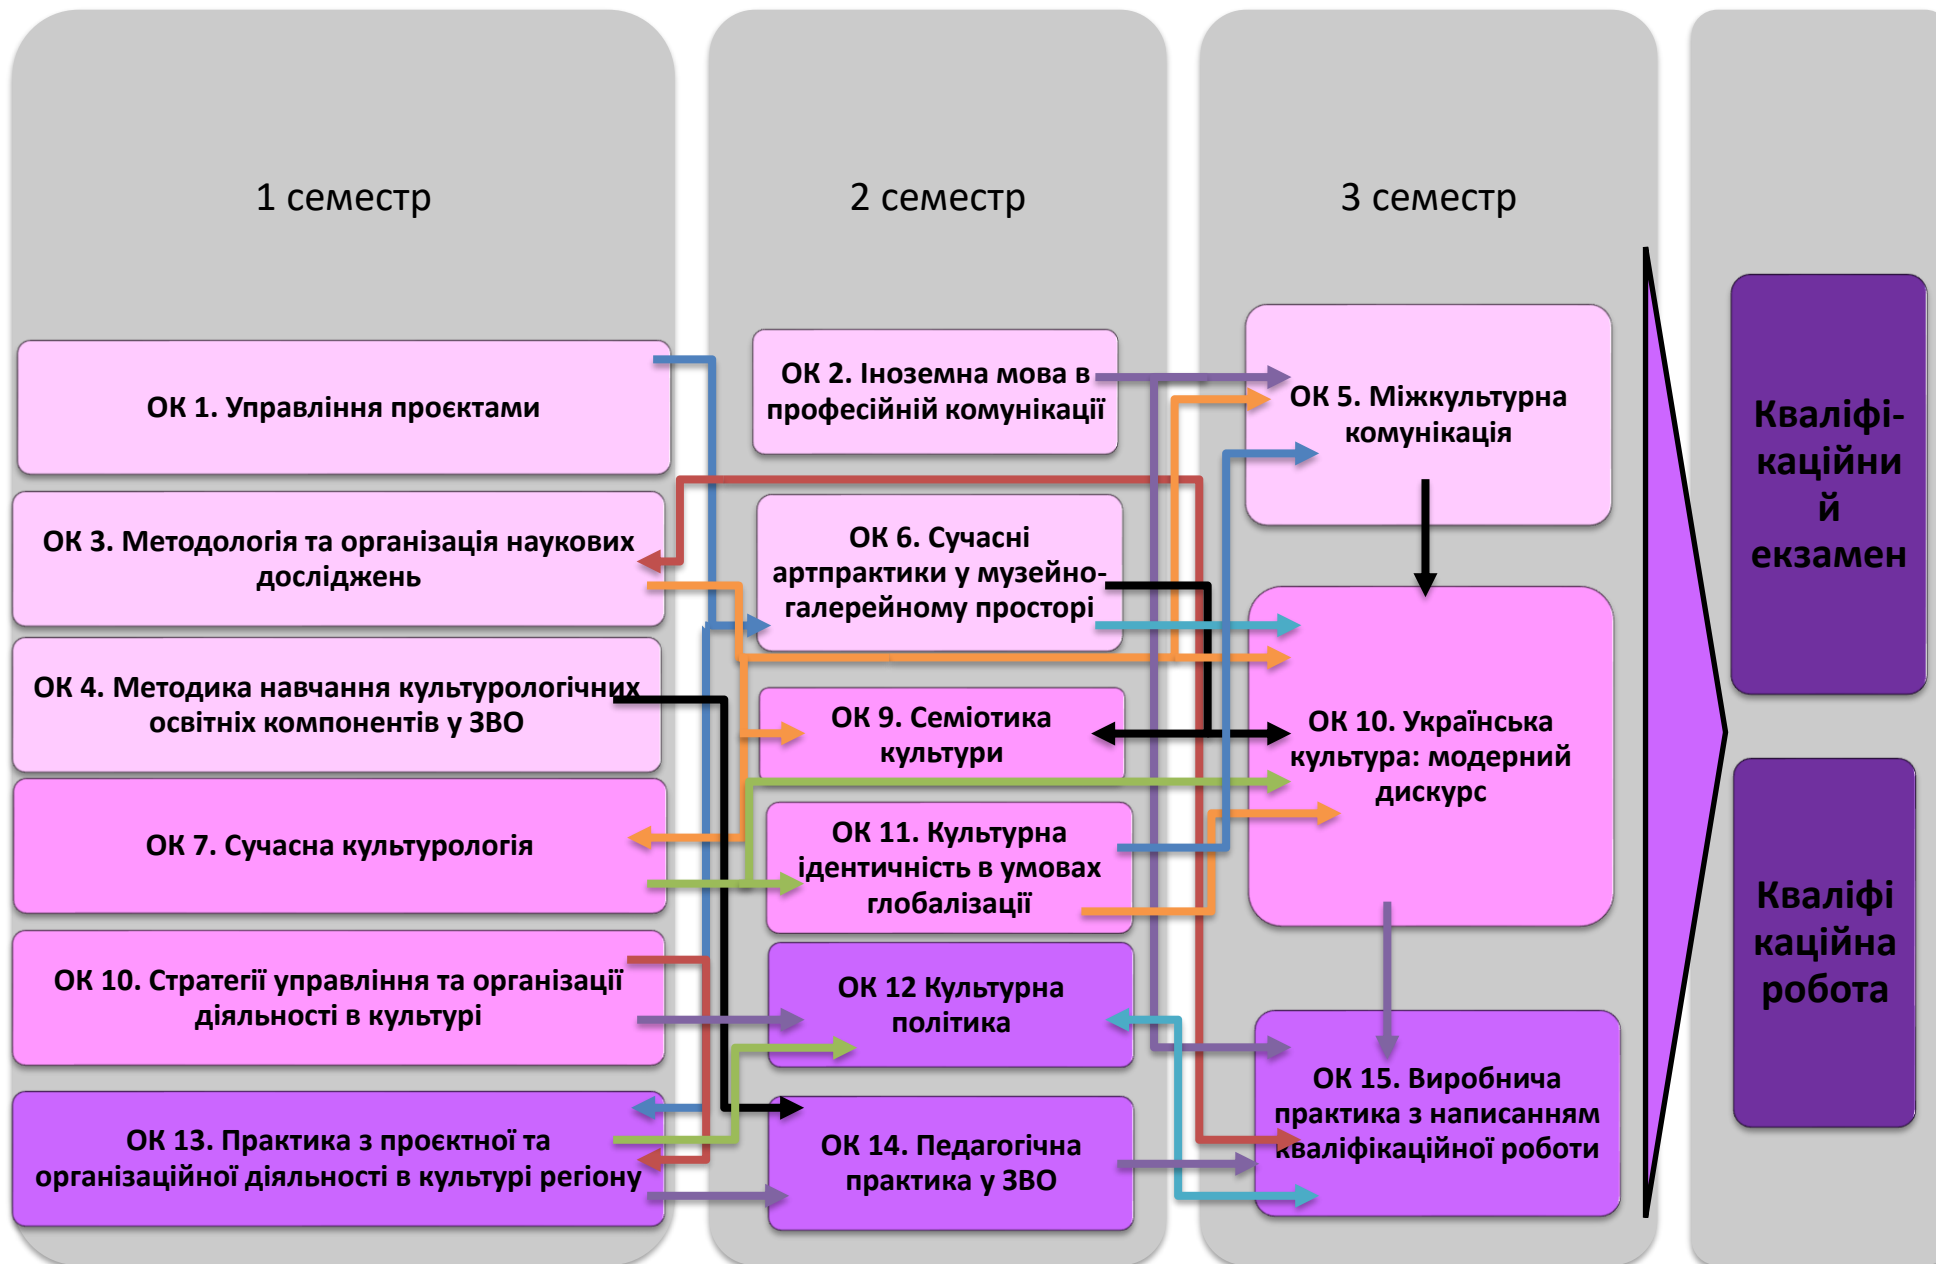 1 семестр
ОК 1. Управління проєктами
ОК 3. Методологія та організація наукових
досліджень
ОК 4. Методика навчання культурологічних
освітніх компонентів у ЗВО
ОК 7. Сучасна культурологія
ОК 10. Стратегії управління та організації
діяльності в культурі
ОК 13. Практика з проєктної та
організаційної діяльності в культурі регіону
2 семестр
ОК 2. Іноземна мова в
професійній комунікації
ОК 6. Сучасні
артпрактики у музейно-
галерейному просторі
ОК 9. Семіотика
культури
ОК 11. Культурна
ідентичність в умовах
глобалізації
ОК 12 Культурна
політика
ОК 14. Педагогічна
практика у ЗВО
3 семестр
ОК 5. Міжкультурна
комунікація
ОК 10. Українська
культура: модерний
дискурс
ОК 15. Виробнича
практика з написанням
кваліфікаційної роботи
Кваліфі-
каційни
й
екзамен
Кваліфі
каційна
робота